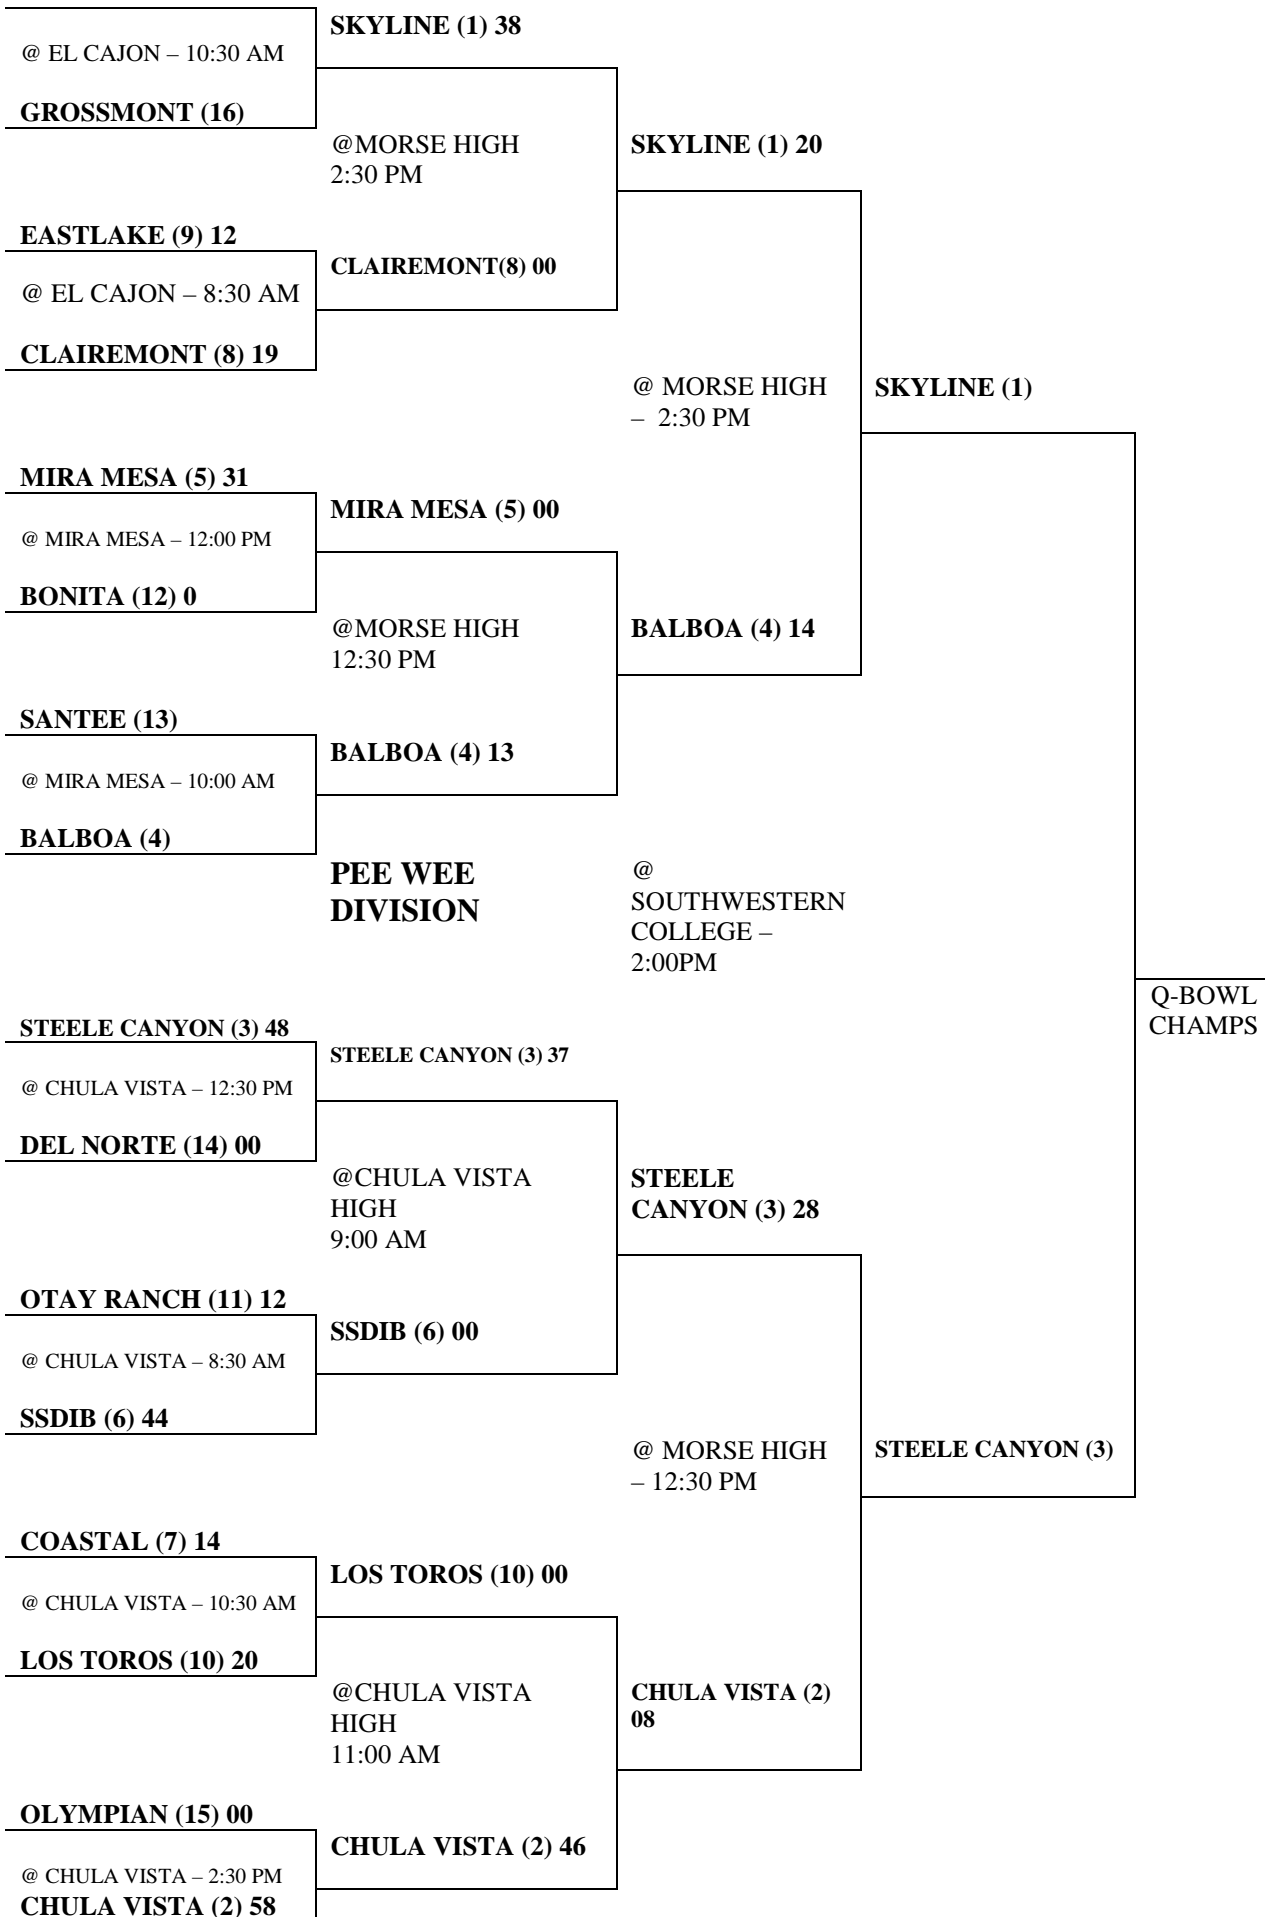 SKYLINE (1) 38
@ EL CAJON – 10:30 AM
GROSSMONT (16)
@MORSE HIGH
2:30 PM
SKYLINE (1) 20
EASTLAKE (9) 12
CLAIREMONT(8) 00
@ EL CAJON – 8:30 AM
CLAIREMONT (8) 19
@ MORSE HIGH
– 2:30 PM
SKYLINE (1)
MIRA MESA (5) 31
MIRA MESA (5) 00
@ MIRA MESA – 12:00 PM
BONITA (12) 0
@MORSE HIGH
12:30 PM
BALBOA (4) 14
SANTEE (13)
BALBOA (4) 13
@ MIRA MESA – 10:00 AM
BALBOA (4)
PEE WEE
DIVISION
@
SOUTHWESTERN
COLLEGE –
2:00PM
Q-BOWL
CHAMPS
STEELE CANYON (3) 48
STEELE CANYON (3) 37
@ CHULA VISTA – 12:30 PM
DEL NORTE (14) 00
@CHULA VISTA
HIGH
9:00 AM
STEELE
CANYON (3) 28
OTAY RANCH (11) 12
SSDIB (6) 00
@ CHULA VISTA – 8:30 AM
SSDIB (6) 44
@ MORSE HIGH
– 12:30 PM
STEELE CANYON (3)
COASTAL (7) 14
LOS TOROS (10) 00
@ CHULA VISTA – 10:30 AM
LOS TOROS (10) 20
@CHULA VISTA
HIGH
11:00 AM
CHULA VISTA (2)
08
OLYMPIAN (15) 00
CHULA VISTA (2) 46
@ CHULA VISTA – 2:30 PM
CHULA VISTA (2) 58